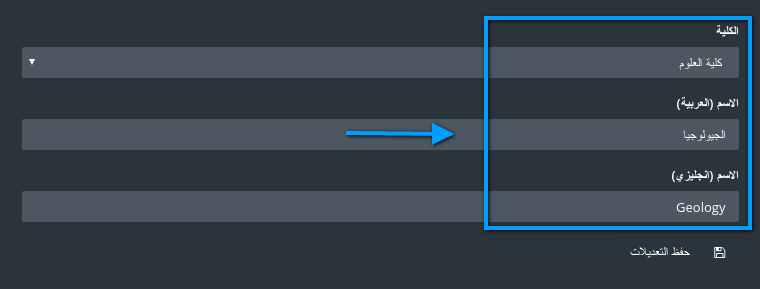 الكلية
كلية العلوم
الاسم (العربية)
الجيولوجيا
الاسم (انجليزي)
Geology
حفظ التعديلات